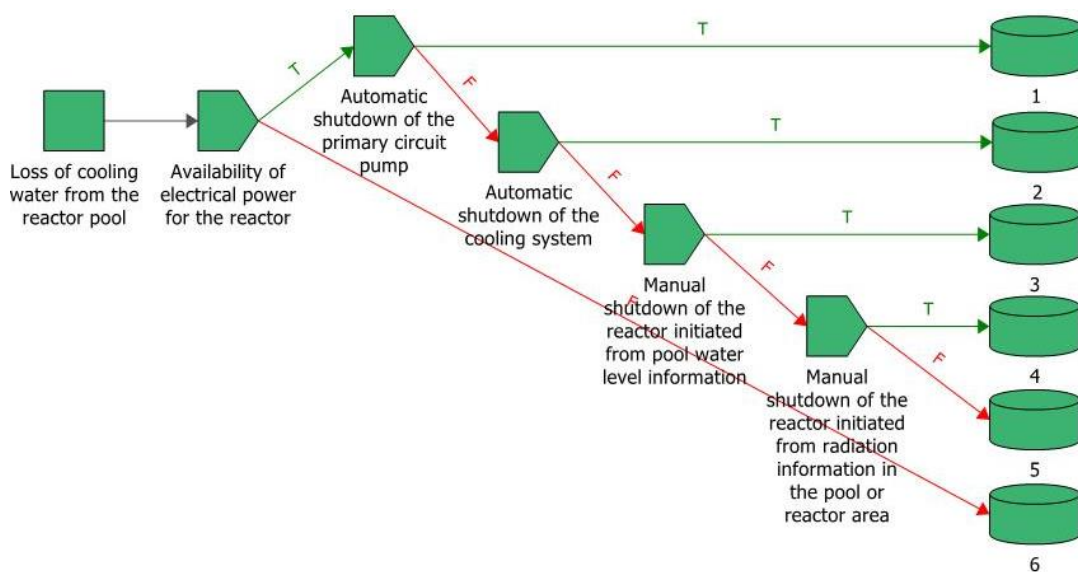 T
T
1
F
Automatic
shutdown of the
primary circuit
pump
T
2
Loss of cooling
water from the
reactor pool
Availability of
electrical power
for the reactor
F
Automatic
shutdown of the
cooling system
T
3
F
Manual
shutdown of the
reactor initiated
from pool water
level information
F
T
4
F
Manual
shutdown of the
reactor initiated
from radiation
information in
the pool or
reactor area
5
6